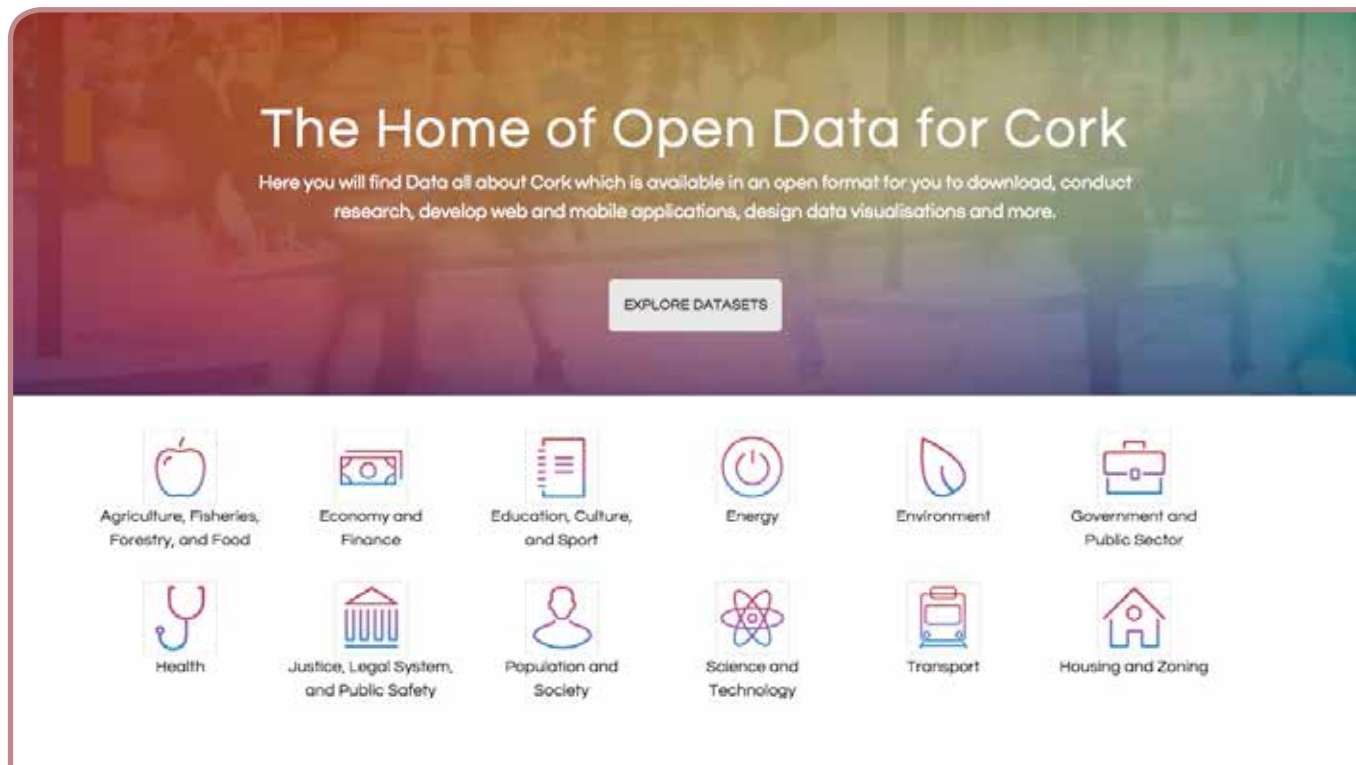 The Home of Open Data for Cork
Here you will find Data all about Cork which is available in an open format for you to download, conduct
research, develop web and mobile applications, design data visualisations and more.
EXPLORE DATASETS
Agriculture, Fisheries,
Forestry, and Food
Economy and
Finance
Education, Culture,
and Sport
Energy
Environment
Government and
Public Sector
Health
Justice, Legal System,
and Public Safety
Population and
Society
Science and
Technology
Transport
Housing and Zoning